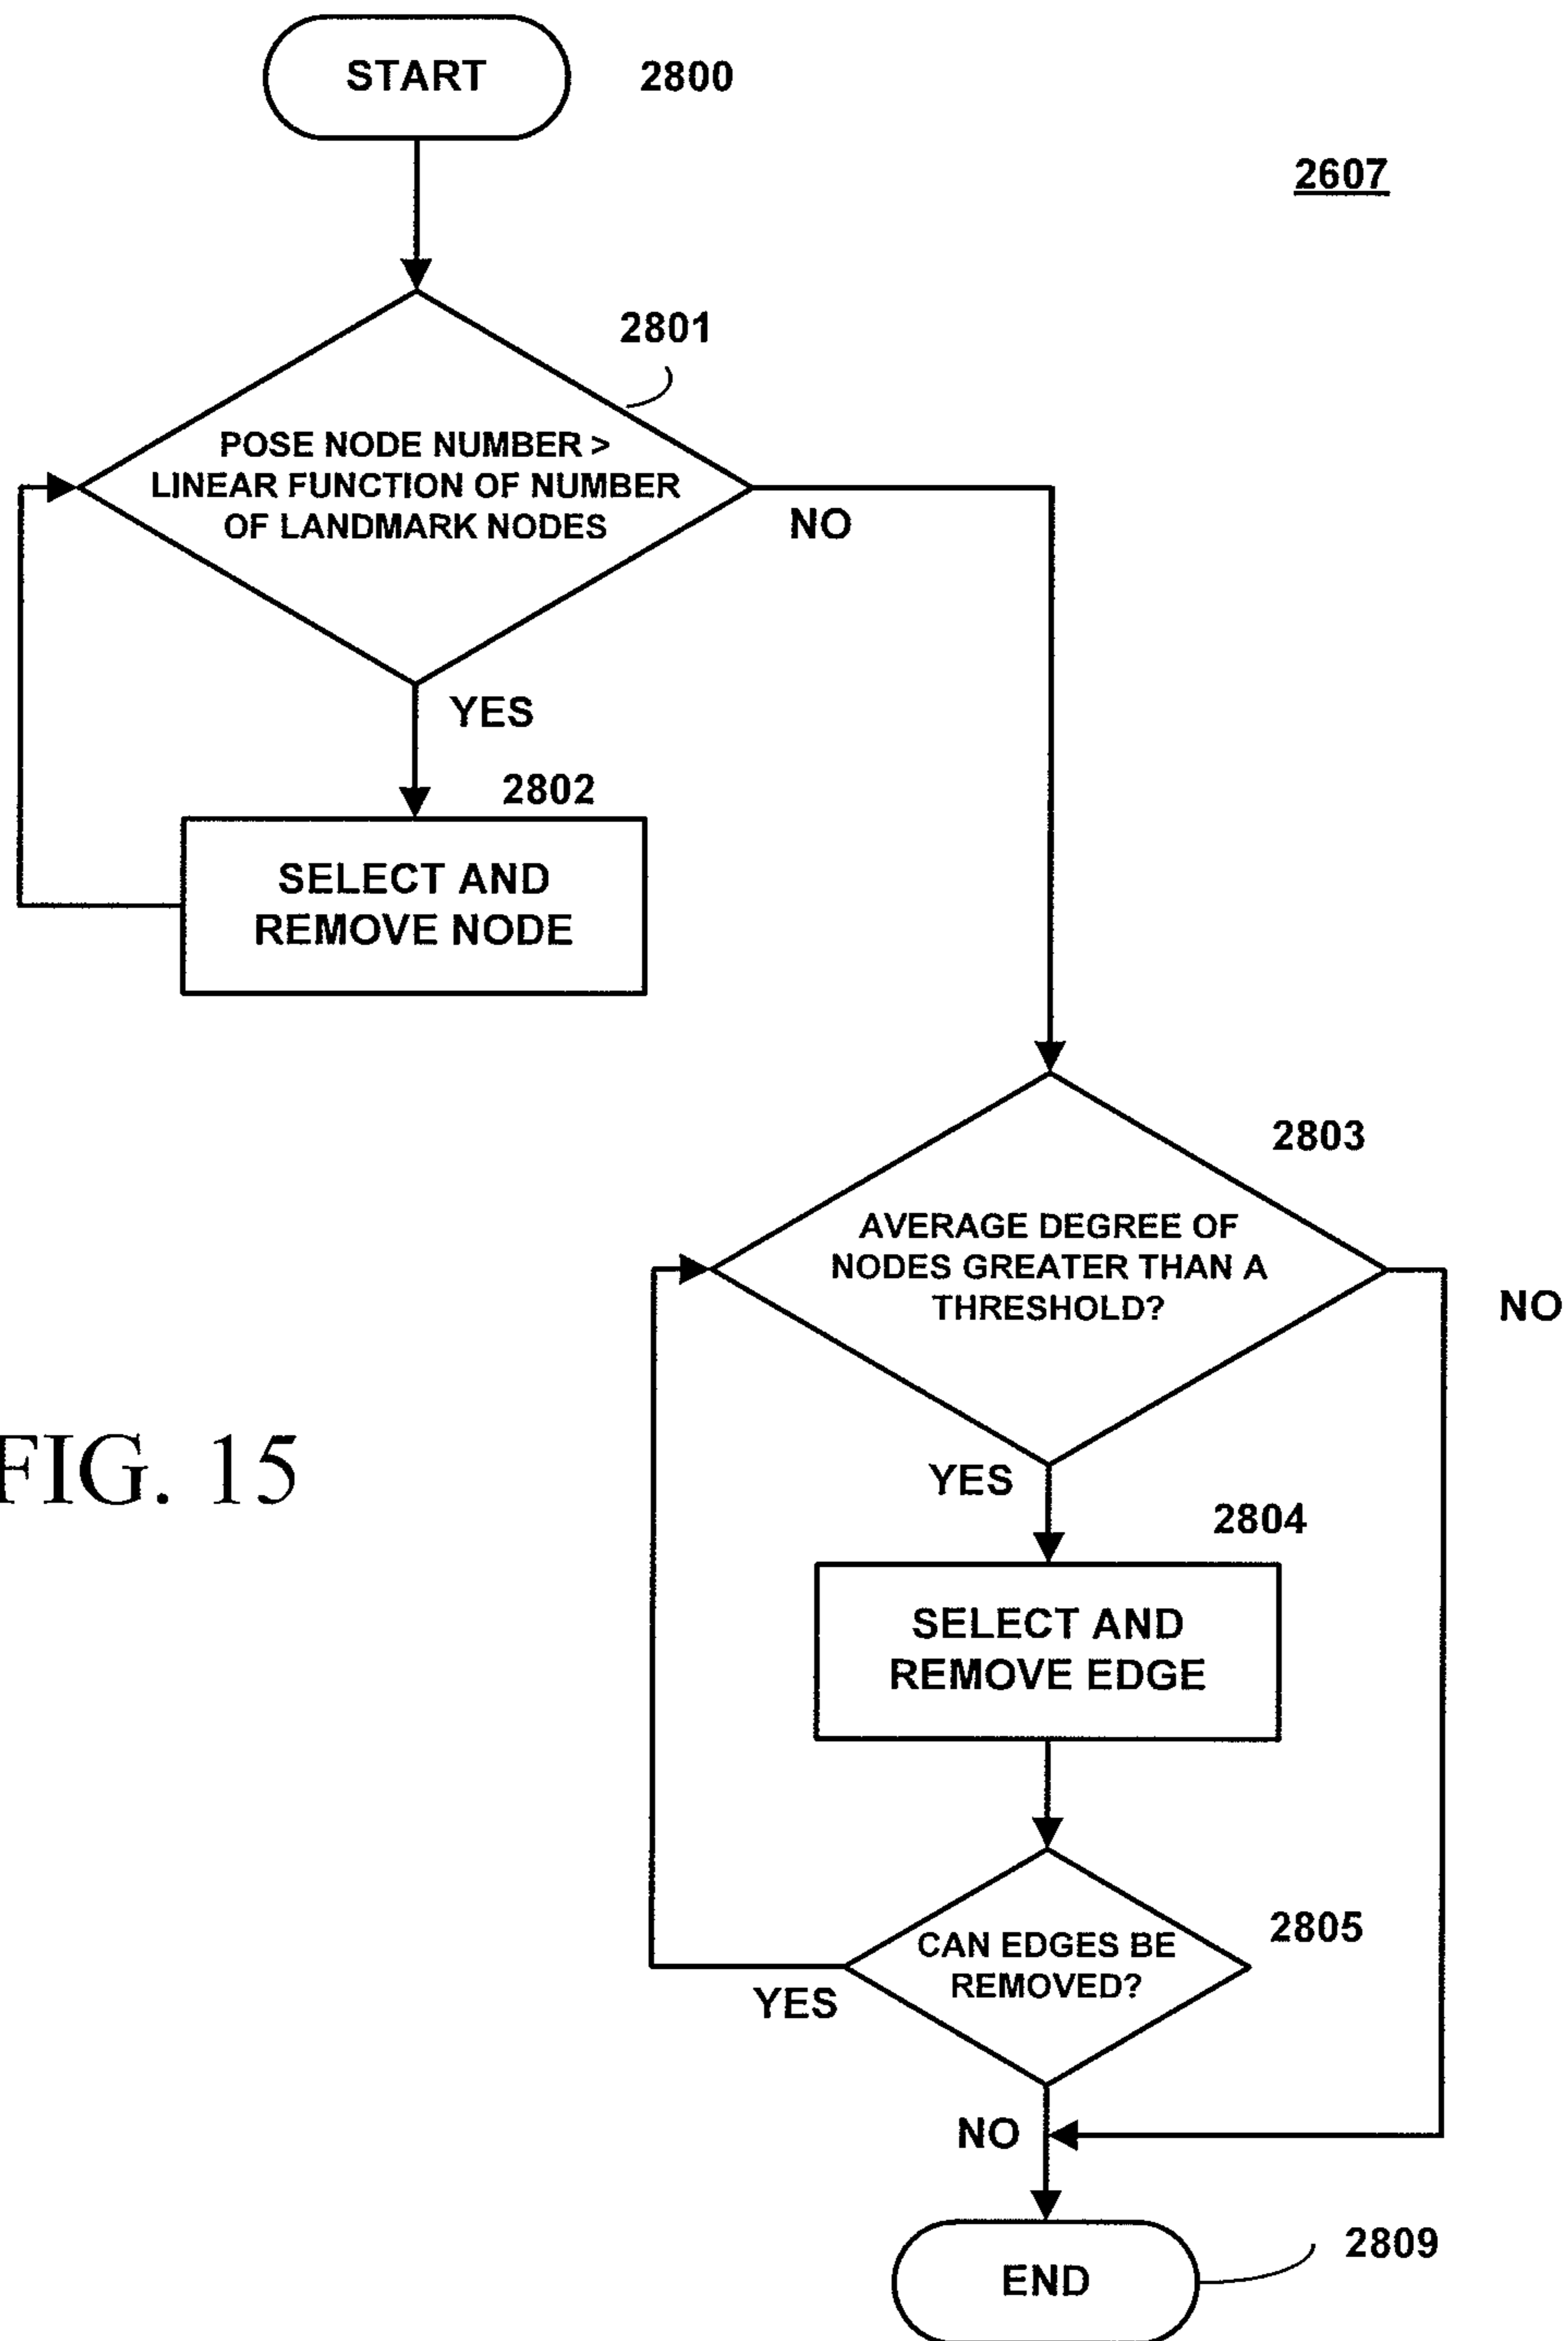 START
2800
2607
2801
POSE NODE NUMBER >
LINEAR FUNCTION OF NUMBER
OF LANDMARK NODES
NO
YES
2802
SELECT AND
REMOVE NODE
2803
AVERAGE DEGREE OF
NODES GREATER THAN A
THRESHOLD?
NO
FIG. 15
YES
2804
SELECT AND
REMOVE EDGE
2805
CAN EDGES BE
REMOVED?
YES
NO
2809
END